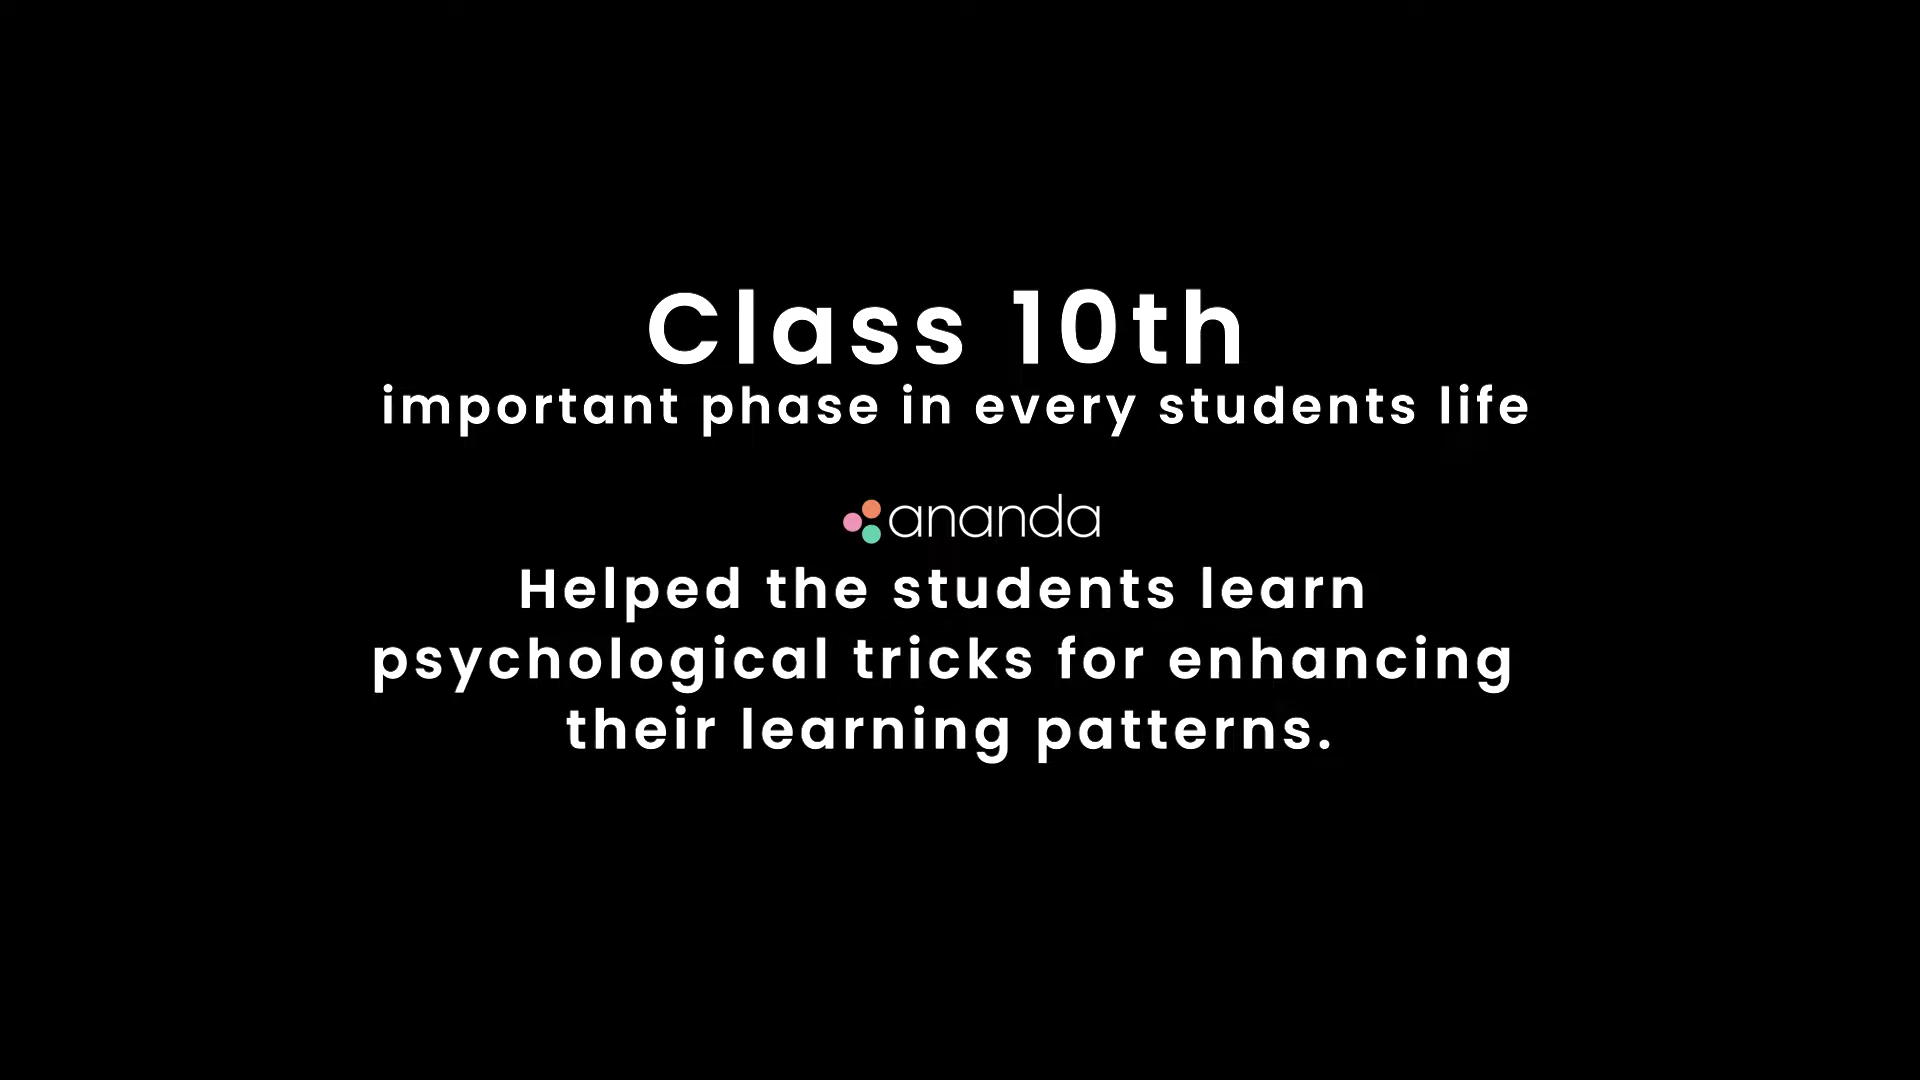 Class 10th
important phase in every students life
ananda
Helped the students learn
psychological tricks for enhancing
their learning patterns.